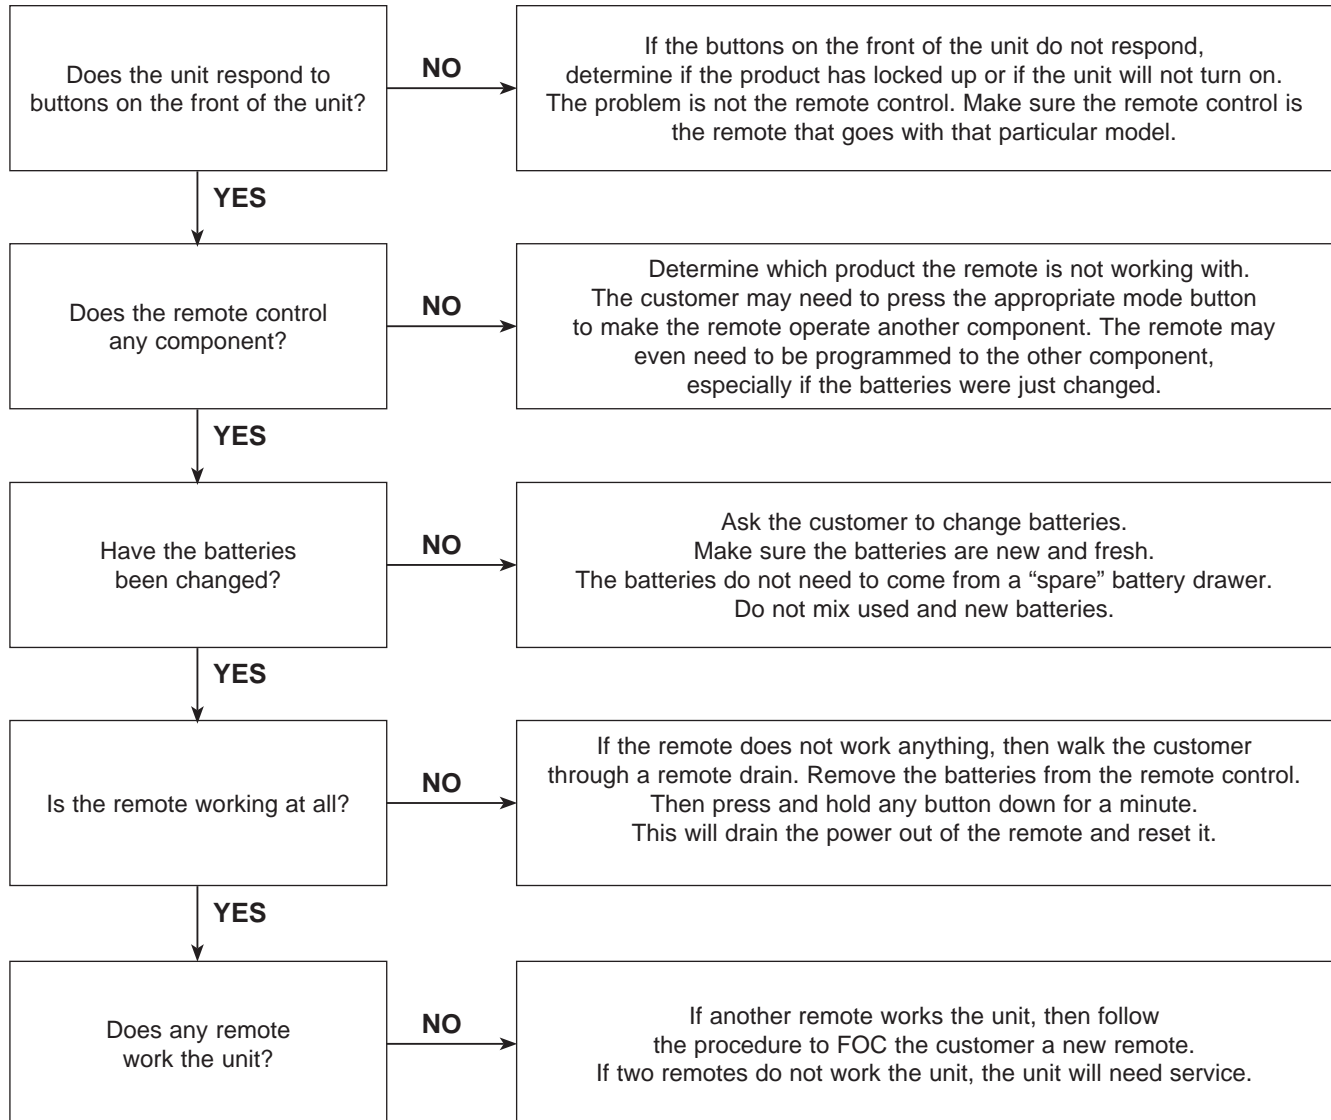 Does the unit respond to
buttons on the front of the unit?
NO
If the buttons on the front of the unit do not respond,
determine if the product has locked up or if the unit will not turn on.
The problem is not the remote control. Make sure the remote control is
the remote that goes with that particular model.
YES
Does the remote control
any component?
NO
Determine which product the remote is not working with.
The customer may need to press the appropriate mode button
to make the remote operate another component. The remote may
even need to be programmed to the other component,
especially if the batteries were just changed.
YES
Have the batteries
been changed?
NO
Ask the customer to change batteries.
Make sure the batteries are new and fresh.
The batteries do not need to come from a “spare” battery drawer.
Do not mix used and new batteries.
YES
Is the remote working at all?
NO
If the remote does not work anything, then walk the customer
through a remote drain. Remove the batteries from the remote control.
Then press and hold any button down for a minute.
This will drain the power out of the remote and reset it.
YES
Does any remote
work the unit?
NO
If another remote works the unit, then follow
the procedure to FOC the customer a new remote.
If two remotes do not work the unit, the unit will need service.